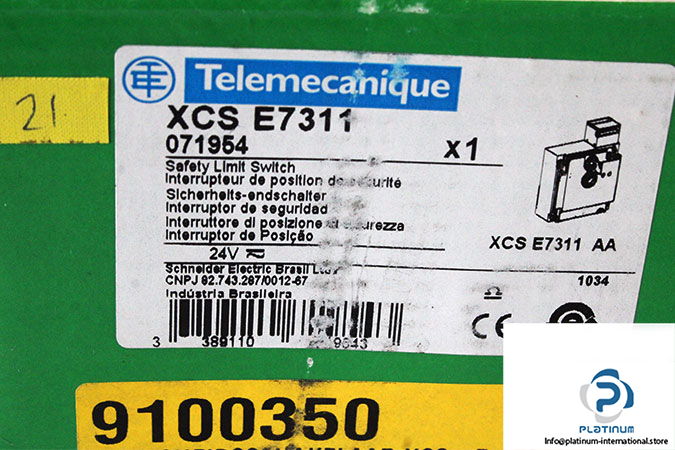 Telemecanique
XCS E7311
071954
x1
Safety Limit Switch
Interrupteur de position de sécurité
Sicherheits-endschalter
Interruptor de seguridad
Interruttore di posizione di sicurezza
Interruptor de Posição
XCS E7311 AA
24V
Schneider Electric Brasil Ltda
CNPJ 82.743.287/0012-67
1034
Indústria Brasileira
CE
3 389110
21
9100350
PLATINUM
Info@platinum-international.store